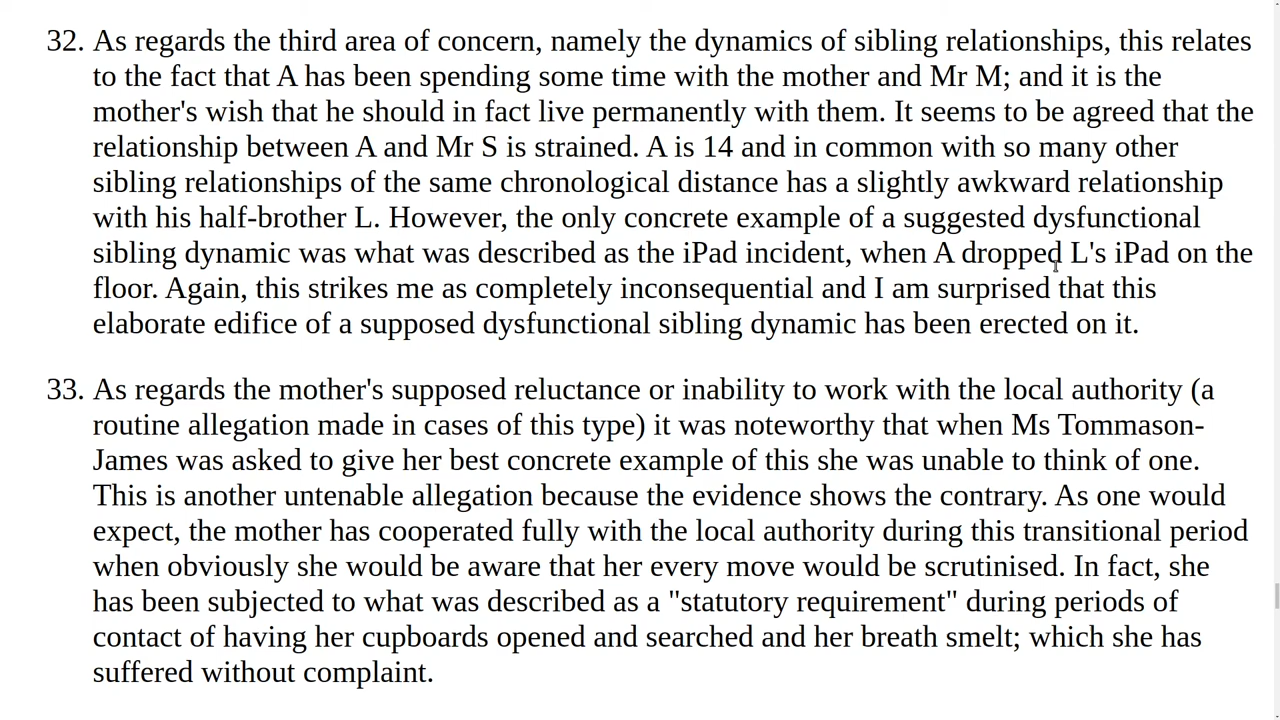 32. As regards the third area of concern, namely the dynamics of sibling relationships, this relates
to the fact that A has been spending some time with the mother and Mr M; and it is the
mother's wish that he should in fact live permanently with them. It seems to be agreed that the
relationship between A and Mr S is strained. A is 14 and in common with so many other
sibling relationships of the same chronological distance has a slightly awkward relationship
with his half-brother L. However, the only concrete example of a suggested dysfunctional
sibling dynamic was what was described as the iPad incident, when A dropped L's iPad on the
floor. Again, this strikes me as completely inconsequential and I am surprised that this
elaborate edifice of a supposed dysfunctional sibling dynamic has been erected on it.
33. As regards the mother's supposed reluctance or inability to work with the local authority (a
routine allegation made in cases of this type) it was noteworthy that when Ms Tommason-
James was asked to give her best concrete example of this she was unable to think of one.
This is another untenable allegation because the evidence shows the contrary. As one would
expect, the mother has cooperated fully with the local authority during this transitional period
when obviously she would be aware that her every move would be scrutinised. In fact, she
has been subjected to what was described as a "statutory requirement" during periods of
contact of having her cupboards opened and searched and her breath smelt; which she has
suffered without complaint.